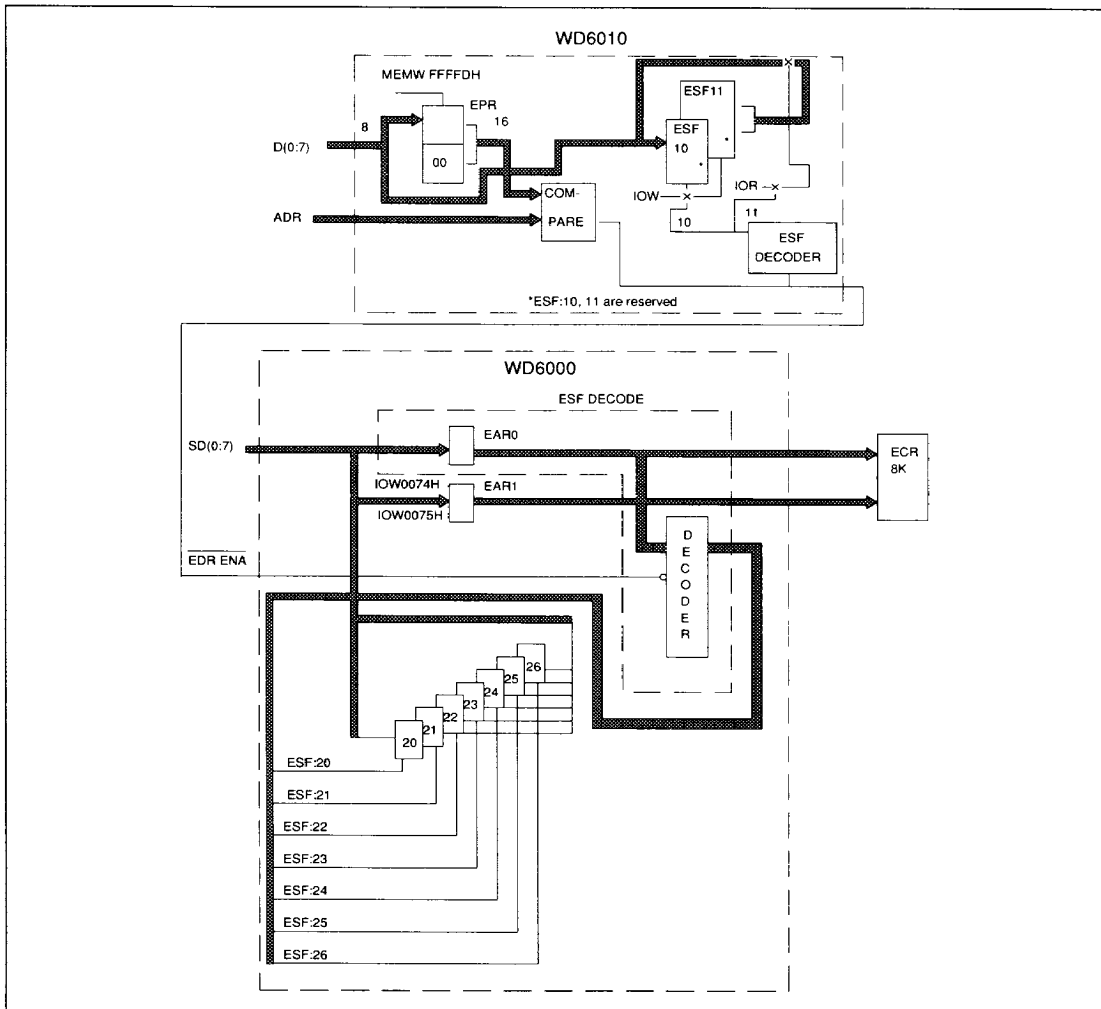 WD6010
MEMW FFFFDH
EPR
8
16
ESF11
ESF
10
*
*
D(0:7)
00
COM-
PARE
IOW
IOR
ADR
10
11
ESF
DECODER
*ESF:10, 11 are reserved
WD6000
ESF DECODE
SD(0:7)
EAR0
ECR
8K
IOW0074H
EAR1
IOW0075H
EDR ENA
DECODER
26
25
24
23
22
21
20
ESF:20
ESF:21
ESF:22
ESF:23
ESF:24
ESF:25
ESF:26